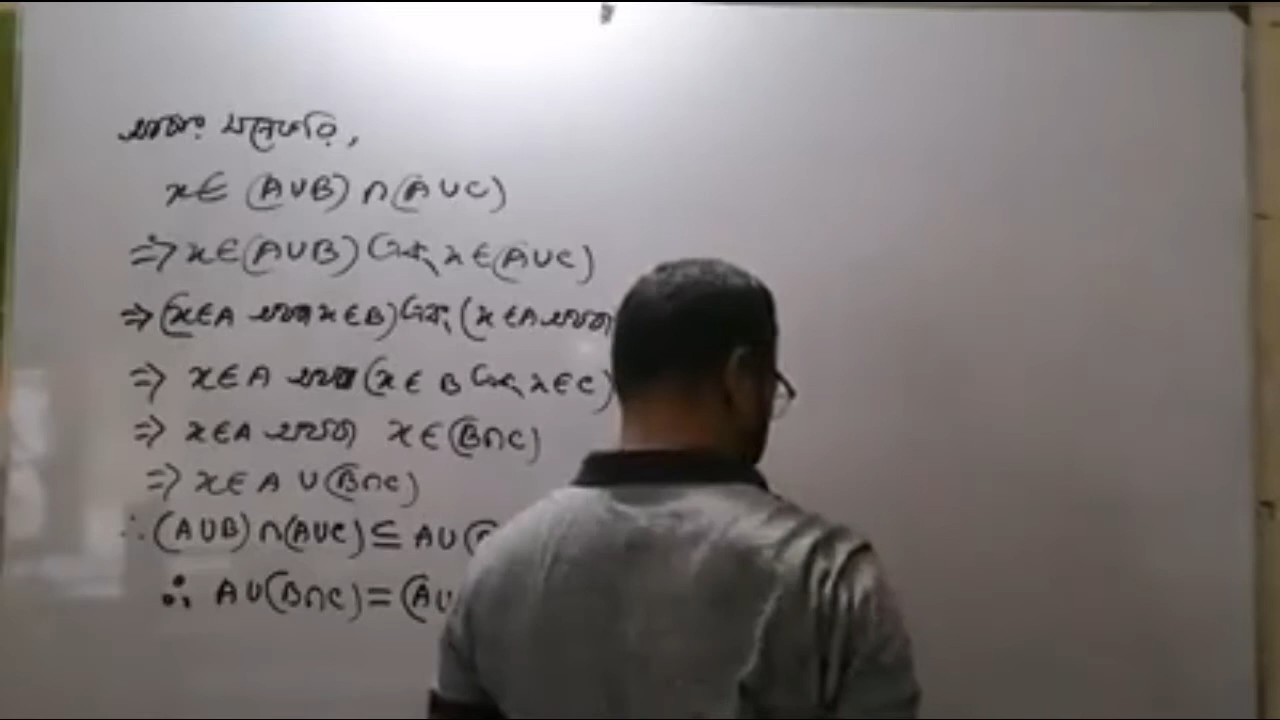 আবার মনেকরি,
x∈ (A∪B) ∩ (A∪C)
⇒ x∈(A∪B) এবং x∈(A∪C)
⇒ (x∈A অথবা x∈B) এবং (x∈A অথবা
⇒ x∈A অথবা (x∈ B এবং x∈C)
⇒ x∈A অথবা x∈(B∩C)
⇒ x∈A ∪ (B∩C)
∴ (A∪B) ∩ (A∪C) ⊆ A∪(
∴ A∪(B∩C) = (A∪